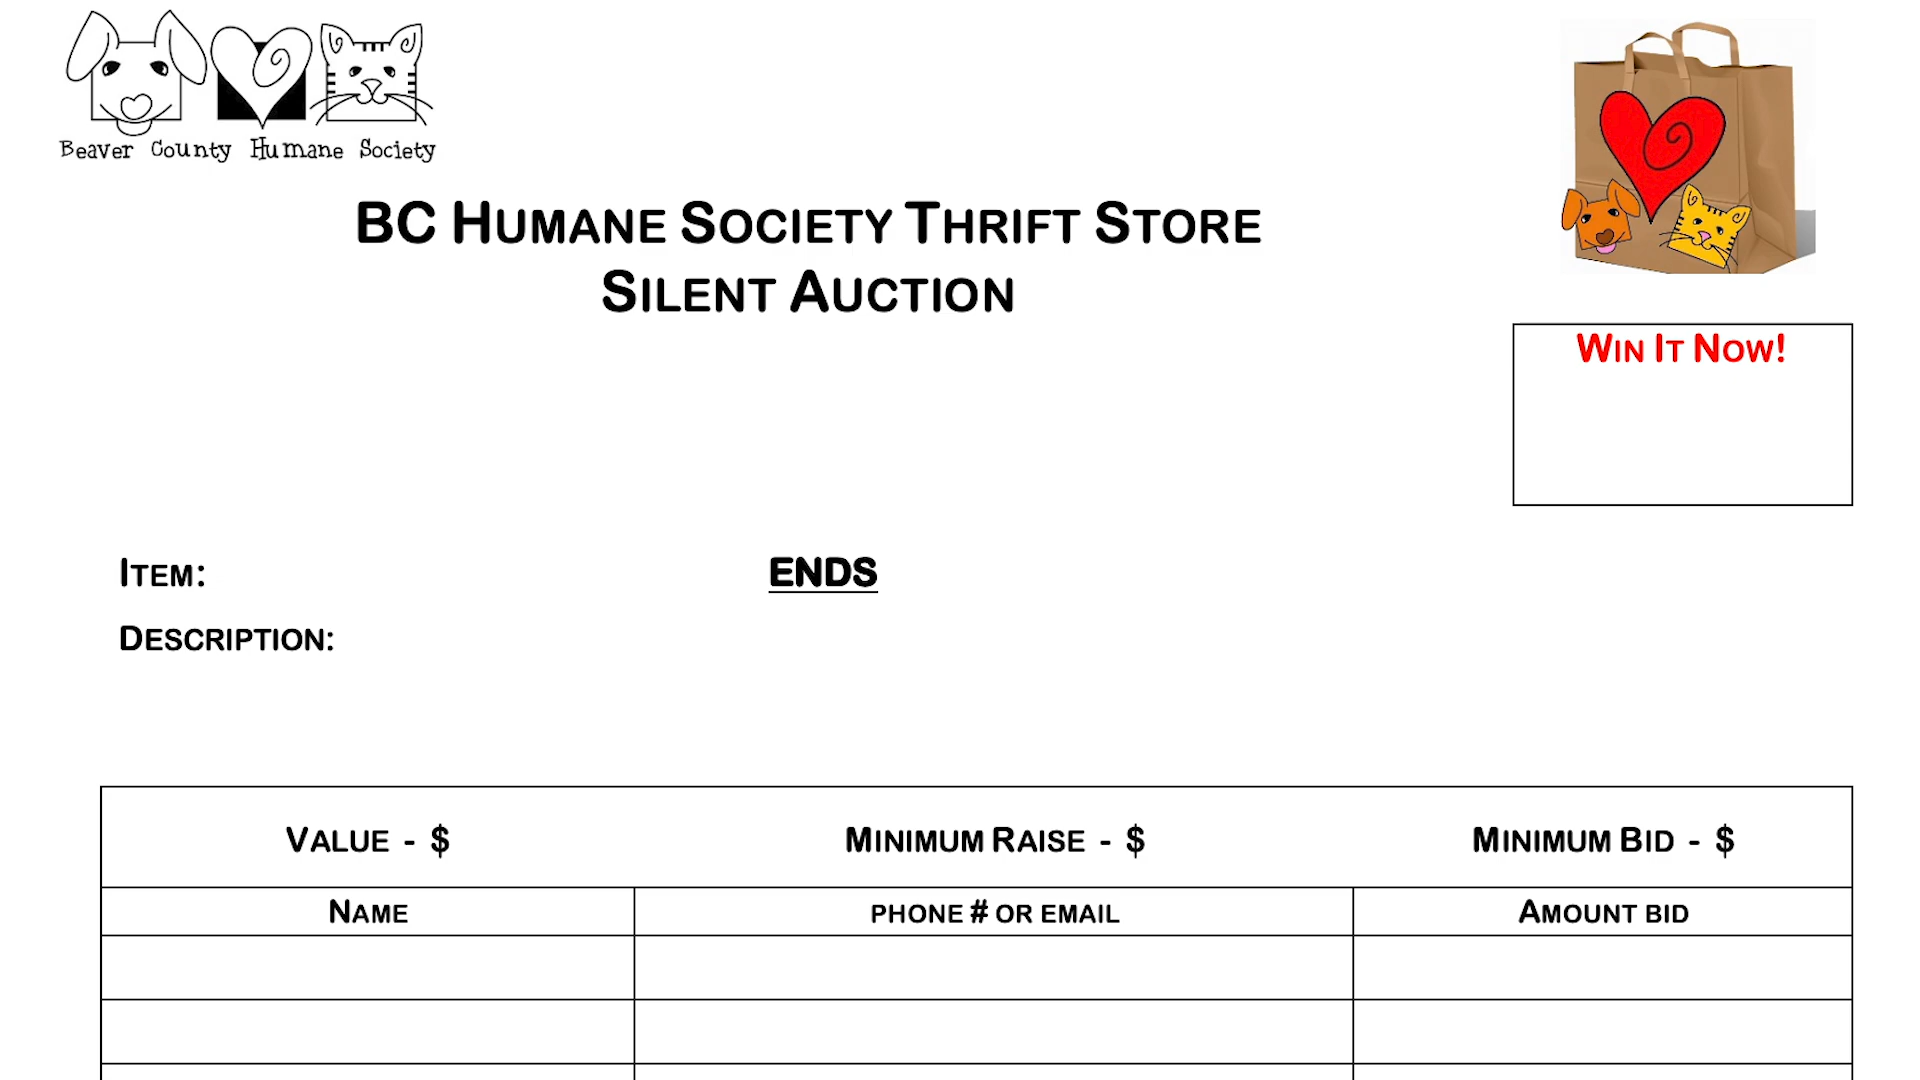 Beaver County Humane Society
BC HUMANE SOCIETY THRIFT STORE
SILENT AUCTION
WIN IT NOW!
ITEM:
ENDS
DESCRIPTION:
VALUE - $
MINIMUM RAISE - $
MINIMUM BID - $
NAME
PHONE # OR EMAIL
AMOUNT BID